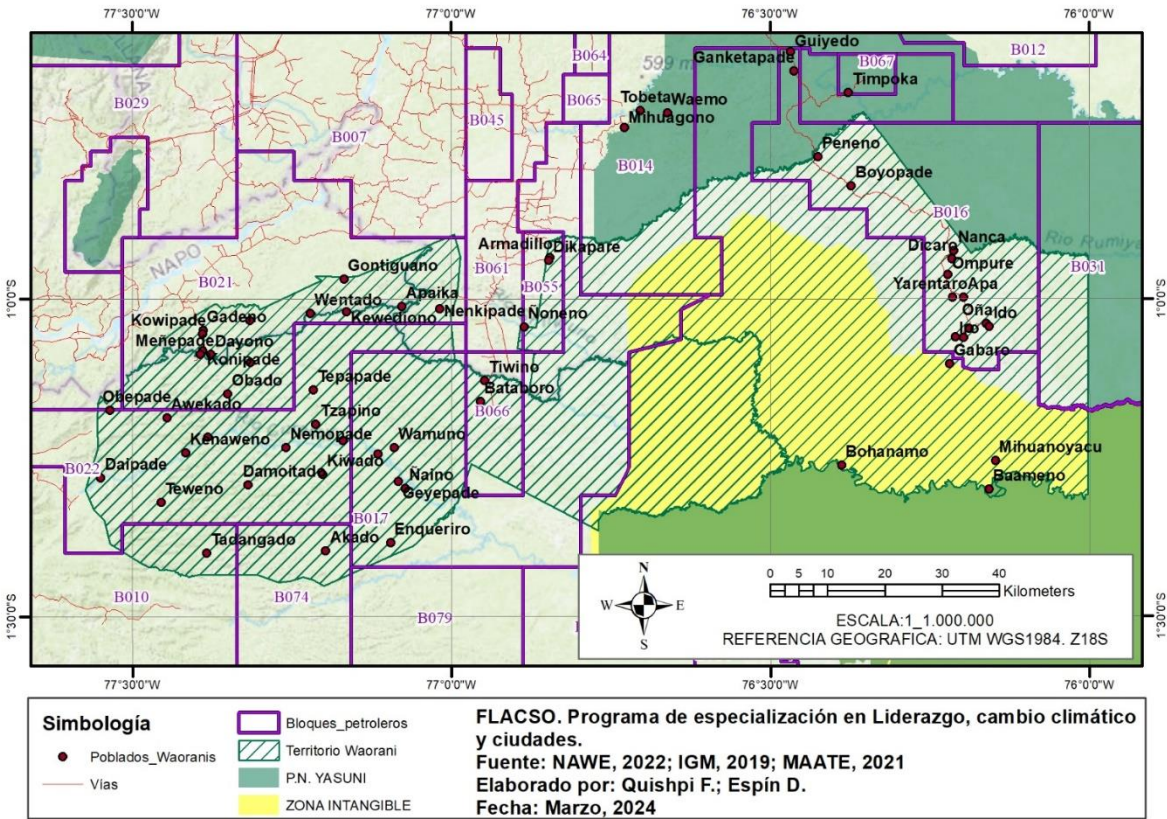 77°30'0"W
77°0'0"W
76°30'0"W
76°0'0"W
1°0'0"S
1°30'0"S
B029
B007
B045
B064
B065
599 m
Ganketapade
Guiyedo
B067
Timpoka
B012
Tobeta
Waemo
Mihuagono
B014
Peneno
Boyopade
B016
Nanca
Dicaro
Ompure
Rio Rumiya
B031
Yarentaro
Apa
Oña
Ido
Iro
Gabaro
NAPO
B021
Gontiguano
Armadillo
Dikapare
B061
B055
Wentado
Apaika
Kewediono
Nenkipade
Noneno
Kowipade
Gadeno
Menepade
Dayono
Konipade
Obado
Tepapade
Tiwino
Bataboro
B066
Obepade
Awekado
Tzapino
Kenaweno
Nemopade
Wamuno
B022
Daipade
Damoitado
Kiwado
Ñaino
Geyepade
Teweno
B017
Bohanamo
Mihuanoyacu
Baameno
Tadangado
Akado
Enqueriro
B010
B074
B079
N
W
E
S
0 5 10 20 30 40
Kilometers
ESCALA:1_1.000.000
REFERENCIA GEOGRAFICA: UTM WGS1984. Z18S
1°0'0"S
1°30'0"S
77°30'0"W
77°0'0"W
76°30'0"W
76°0'0"W
Simbología
Poblados_Waoranis
Vías
Bloques_petroleros
Territorio Waorani
P.N. YASUNI
ZONA INTANGIBLE
FLACSO. Programa de especialización en Liderazgo, cambio climático
y ciudades.
Fuente: NAWE, 2022; IGM, 2019; MAATE, 2021
Elaborado por: Quishpi F.; Espín D.
Fecha: Marzo, 2024